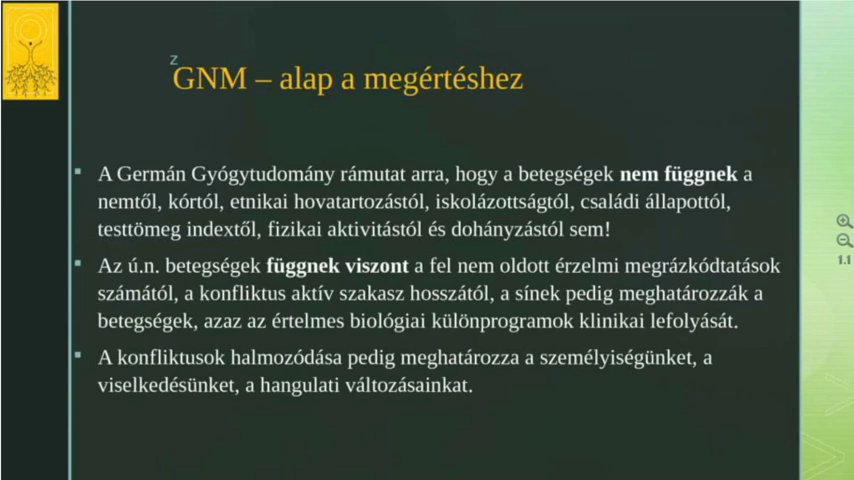 z
GNM – alap a megértéshez
A Germán Gyógytudomány rámutat arra, hogy a betegségek nem függnek a
nemtől, kórtól, etnikai hovatartozástól, iskolázottságtól, családi állapottól,
testtömeg indextől, fizikai aktivitástól és dohányzástól sem!
Az ú.n. betegségek függnek viszont a fel nem oldott érzelmi megrázkódtatások
számától, a konfliktus aktív szakasz hosszától, a sínek pedig meghatározzák a
betegségek, azaz az értelmes biológiai különprogramok klinikai lefolyását.
A konfliktusok halmozódása pedig meghatározza a személyiségünket, a
viselkedésünket, a hangulati változásainkat.
1:1